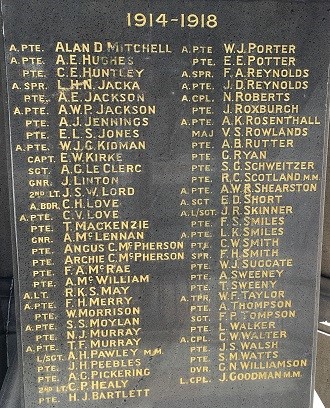 1914-1918
A.PTE. ALAN D. MITCHELL
PTE. A.E. HUGHES
PTE. C.E. HUNTLEY
A.SPR. L.H.N. JACKA
PTE. A.E. JACKSON
A.PTE. A.W.P. JACKSON
PTE. A.J. JENNINGS
PTE. E.L.S. JONES
A.PTE. W.J.C. KIDMAN
CAPT. E.W. KIRKE
SGT. A.G. LE CLERC
GNR. J. LINTON
2ND LT. J.S.W. LORD
A.BDR. C.H. LOVE
A.PTE. C.V. LOVE
PTE. T. MACKENZIE
GNR. A. McLENNAN
PTE. ANGUS C. McPHERSON
PTE. ARCHIE C. McPHERSON
PTE. F.A. McRAE
PTE. A. McWILLIAM
A.LT. R.K.S. MAY
A.PTE. F.H. MERRY
PTE. W. MORRISON
A.PTE. S.S. MOYLAN
PTE. N.J. MURRAY
A.PTE. T.F. MURRAY
L/SGT. A.H. PAWLEY M.M.
PTE. J.H. PEEBLES
PTE. A.C. PICKERING
2ND LT. C.P. HEALY
PTE. H.J. BARTLETT
A.PTE W.J. PORTER
PTE. E.E. POTTER
A.SPR. F.A. REYNOLDS
A.PTE. J.D. REYNOLDS
A.CPL. N. ROBERTS
PTE. J. ROXBURGH
A.PTE. A.K. ROSENTHALL
MAJ V.S. ROWLANDS
PTE. A.B. RUTTER
PTE. C. RYAN
PTE. S.C. SCHWEITZER
PTE. R.C. SCOTLAND M.M.
A.PTE. A.W.R. SHEARSTON
A.SGT E.D. SHORT
A.L/SGT. J.R. SKINNER
PTE. F.S. SMILES
A.PTE. L.K. SMILES
PTE. C.W. SMITH
SPR. F.H. SMITH
PTE. W.J. SUGGATE
PTE. A. SWEENEY
PTE. T. SWEENY
A.TPR. W.F. TAYLOR
A.PTE. A. THOMPSON
SGT. F.P. TOMPSON
PTE. L. WALKER
A.CPL. C.W. WALTER
PTE. J.S. WALSH
PTE. S.M. WATTS
DVR. G.N. WILLIAMSON
L.CPL. J. GOODMAN M.M.